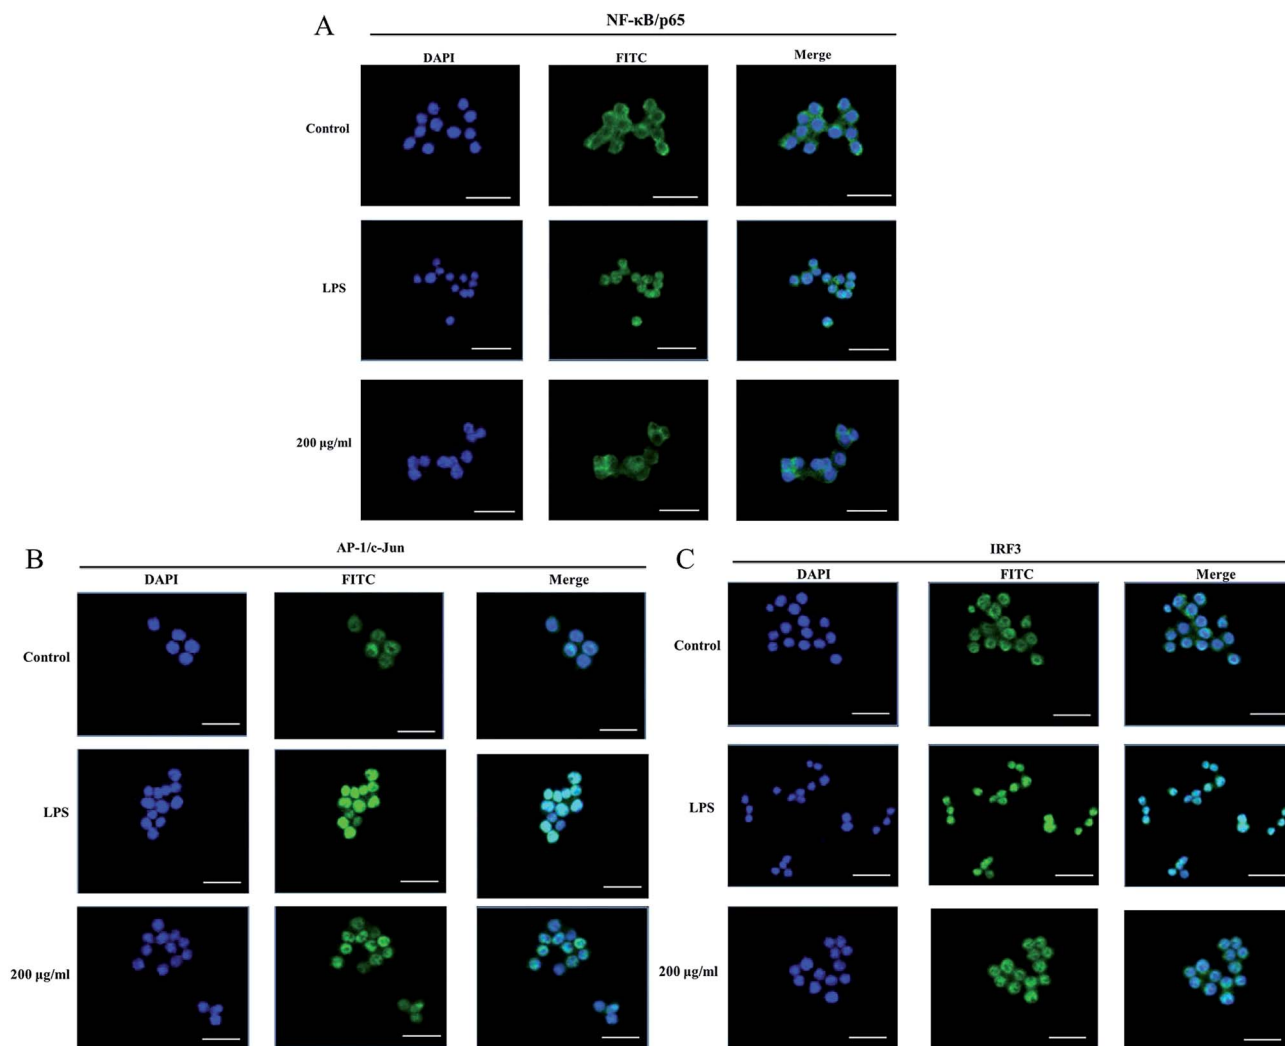 A
NF-κB/p65
DAPI FITC Merge
Control
LPS
200 μg/ml
B
AP-1/c-Jun
DAPI FITC Merge
Control
LPS
200 μg/ml
C
IRF3
DAPI FITC Merge
Control
LPS
200 μg/ml